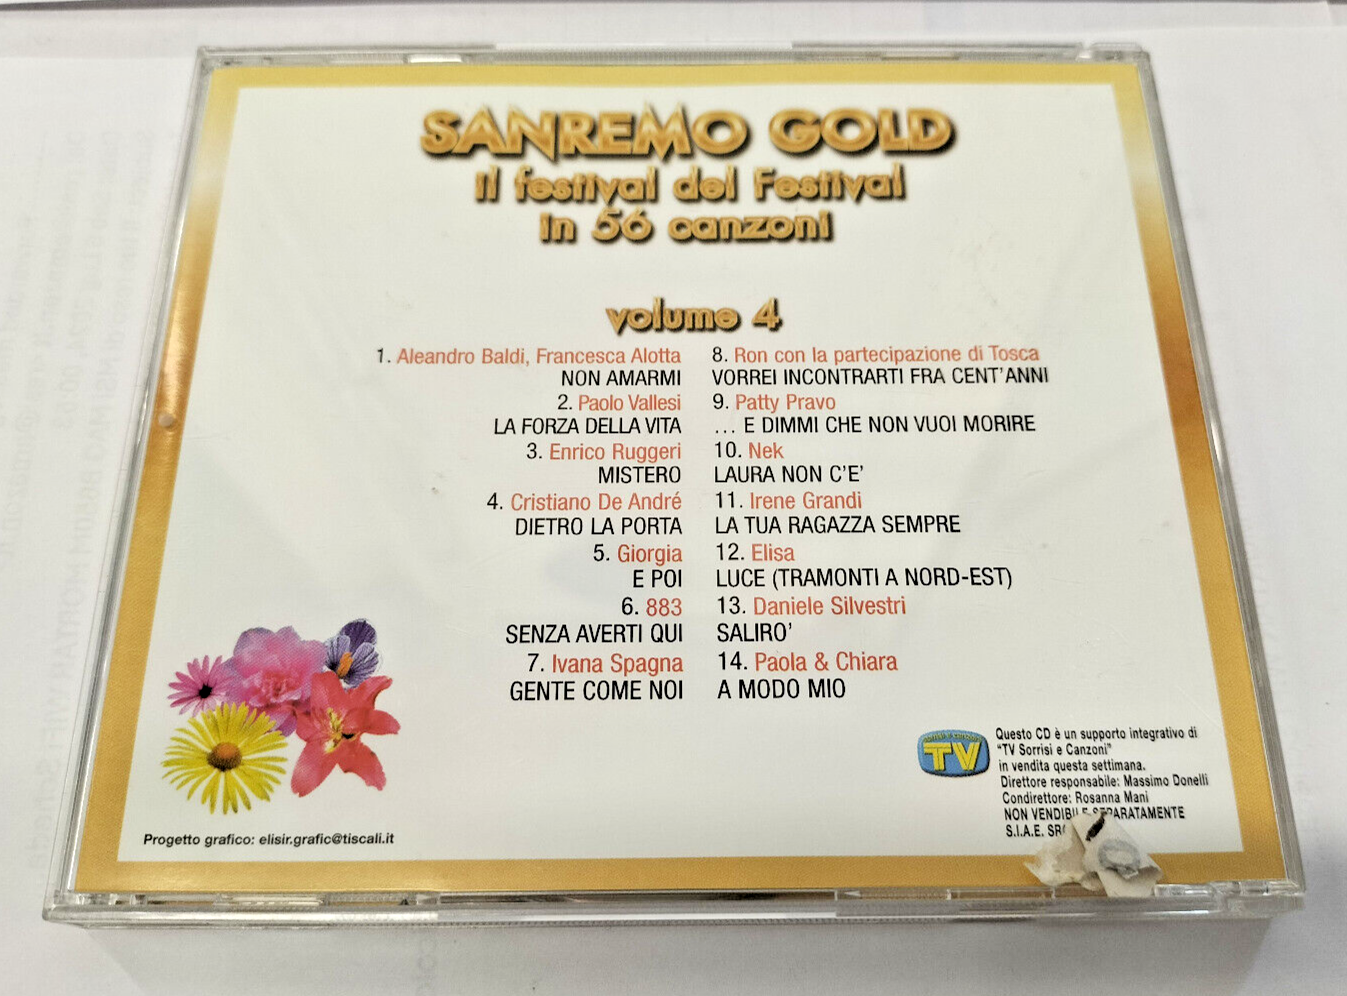 SANREMO GOLD
Il festival del Festival
in 56 canzoni
volume 4
1. Aleandro Baldi, Francesca Alotta
NON AMARMI
2. Paolo Vallesi
LA FORZA DELLA VITA
3. Enrico Ruggeri
MISTERO
4. Cristiano De André
DIETRO LA PORTA
5. Giorgia
E POI
6. 883
SENZA AVERTI QUI
7. Ivana Spagna
GENTE COME NOI
8. Ron con la partecipazione di Tosca
VORREI INCONTRARTI FRA CENT'ANNI
9. Patty Pravo
... E DIMMI CHE NON VUOI MORIRE
10. Nek
LAURA NON C'E'
11. Irene Grandi
LA TUA RAGAZZA SEMPRE
12. Elisa
LUCE (TRAMONTI A NORD-EST)
13. Daniele Silvestri
SALIRO'
14. Paola & Chiara
A MODO MIO
TV
Questo CD è un supporto integrativo di
"TV Sorrisi e Canzoni"
in vendita questa settimana.
Direttore responsabile: Massimo Donelli
Condirettore: Rosanna Mani
NON VENDIBILE SEPARATAMENTE
S.I.A.E.
Progetto grafico: elisir.grafic@tiscali.it